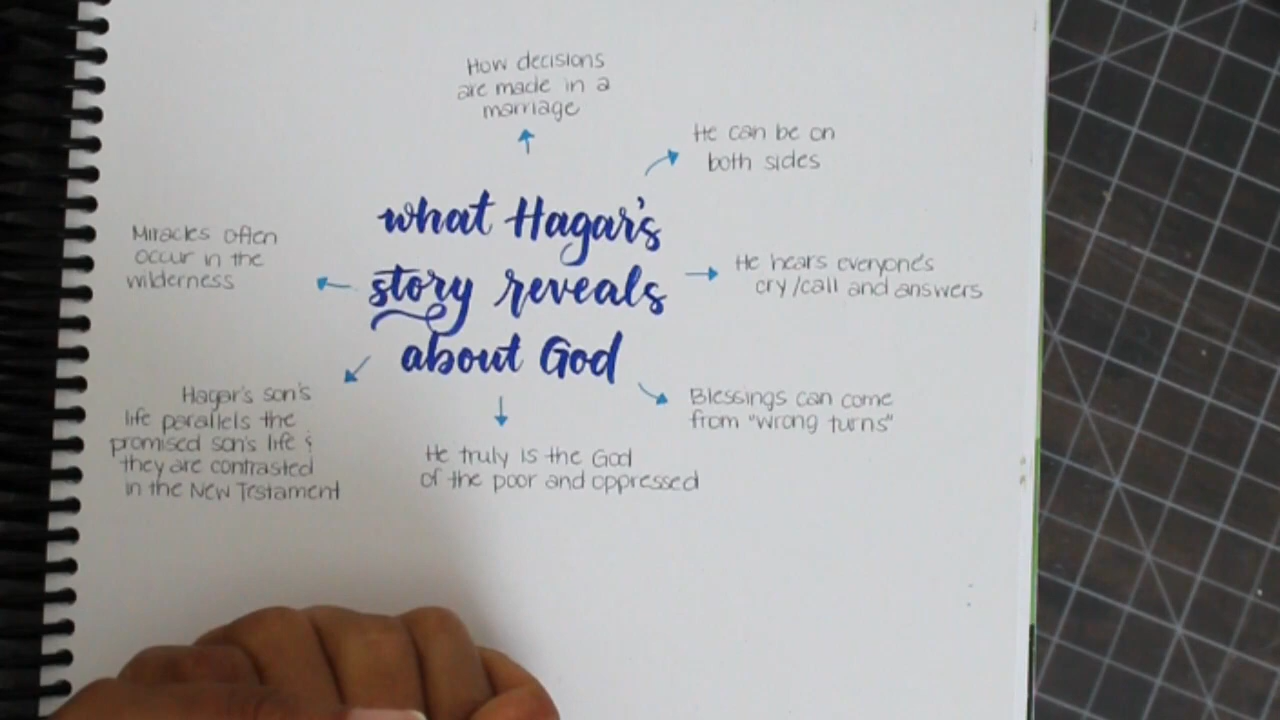 How decisions
are made in a
marriage
He can be on
both sides
what Hagar's
story reveals
about God
Miracles often
occur in the
wilderness
He hears everyone's
cry/call and answers
Hagar's son's
life parallels the
promised son's life &
they are contrasted
in the New Testament
Blessings can come
from "wrong turns"
He truly is the God
of the poor and oppressed